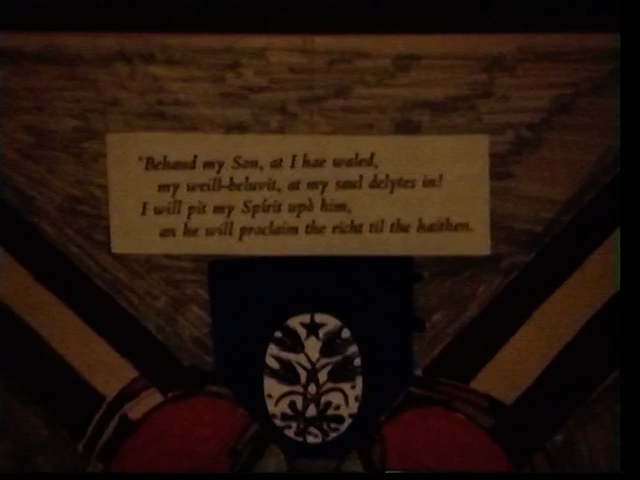 "Behaud my Son, at I hae waled,
my weill-beluvit, at my saul delytes in!
I will pit my Spírit upò him,
an he will proclaim the richt til the haithen.